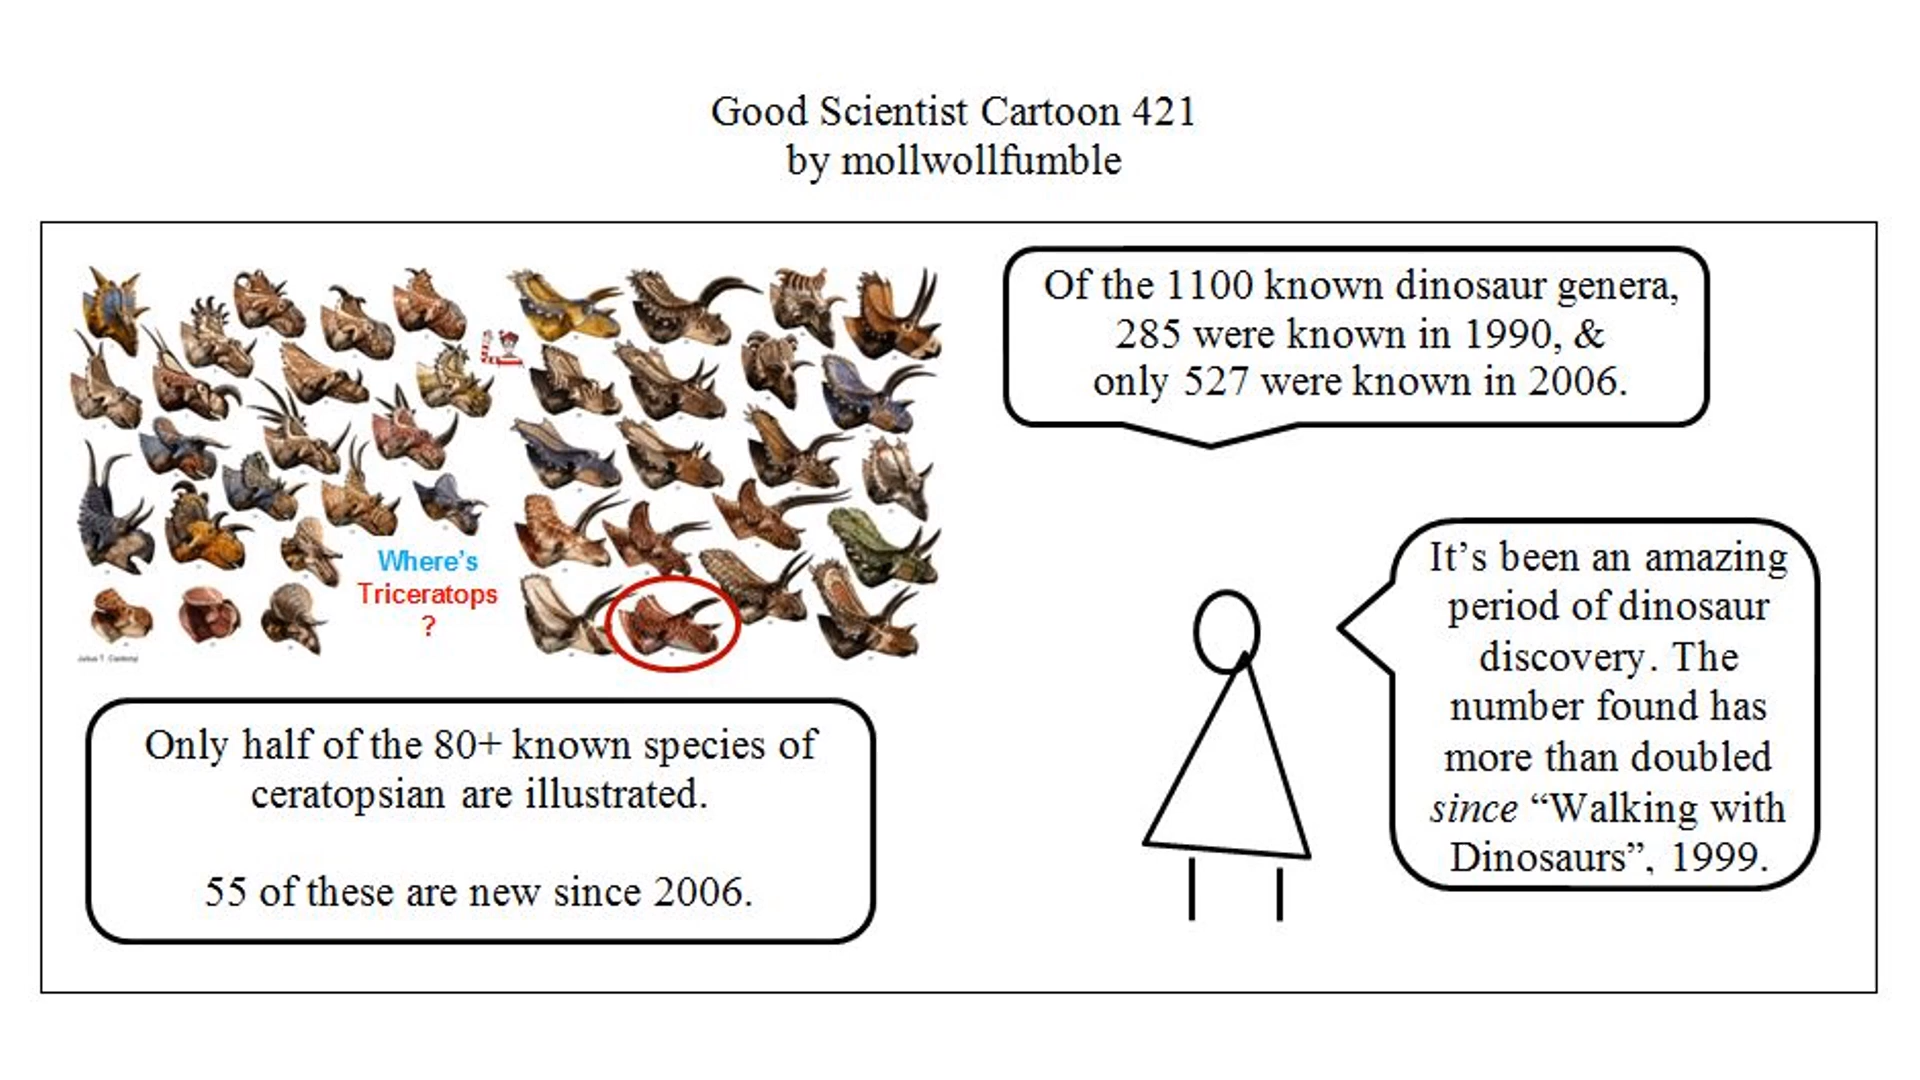 Good Scientist Cartoon 421
by mollwollfumble
Of the 1100 known dinosaur genera,
285 were known in 1990, &
only 527 were known in 2006.
Where's
Triceratops
?
It’s been an amazing
period of dinosaur
discovery. The
number found has
more than doubled
since “Walking with
Dinosaurs”, 1999.
Only half of the 80+ known species of
ceratopsian are illustrated.
55 of these are new since 2006.